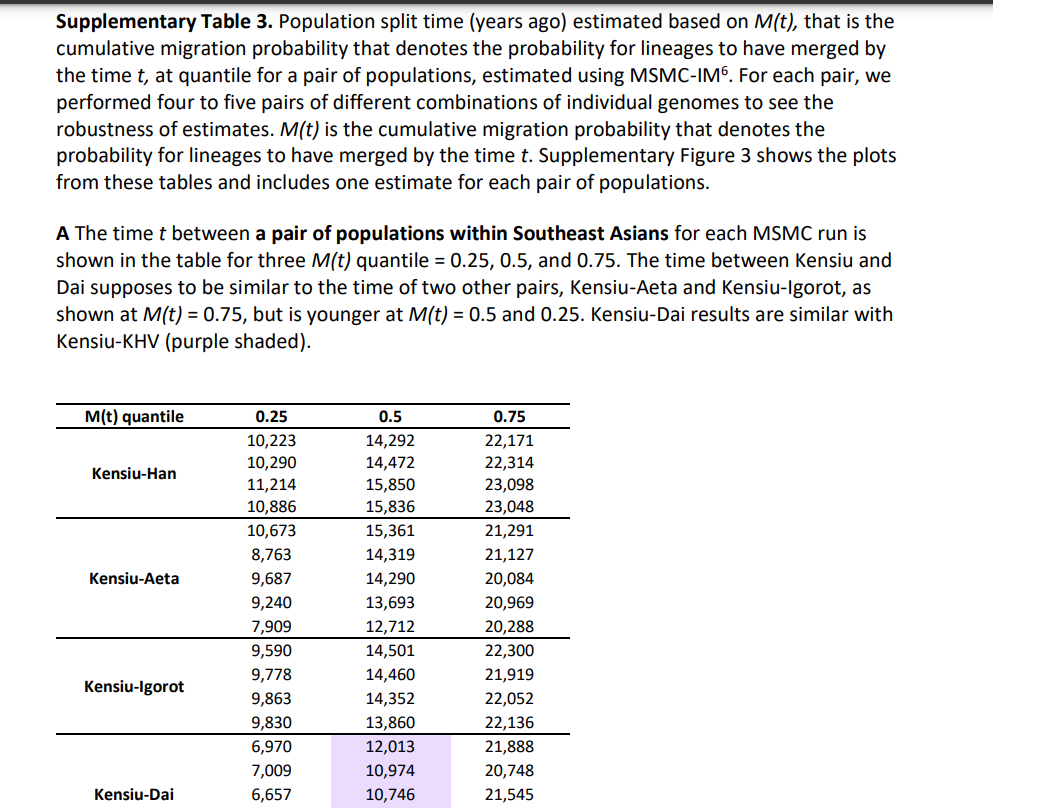 Supplementary Table 3. Population split time (years ago) estimated based on M(t), that is the
cumulative migration probability that denotes the probability for lineages to have merged by
the time t, at quantile for a pair of populations, estimated using MSMC-IM⁶. For each pair, we
performed four to five pairs of different combinations of individual genomes to see the
robustness of estimates. M(t) is the cumulative migration probability that denotes the
probability for lineages to have merged by the time t. Supplementary Figure 3 shows the plots
from these tables and includes one estimate for each pair of populations.
A The time t between a pair of populations within Southeast Asians for each MSMC run is
shown in the table for three M(t) quantile = 0.25, 0.5, and 0.75. The time between Kensiu and
Dai supposes to be similar to the time of two other pairs, Kensiu-Aeta and Kensiu-Igorot, as
shown at M(t) = 0.75, but is younger at M(t) = 0.5 and 0.25. Kensiu-Dai results are similar with
Kensiu-KHV (purple shaded).
M(t) quantile 0.25 0.5 0.75
10,223 14,292 22,171
10,290 14,472 22,314
Kensiu-Han
11,214 15,850 23,098
10,886 15,836 23,048
10,673 15,361 21,291
8,763 14,319 21,127
Kensiu-Aeta 9,687 14,290 20,084
9,240 13,693 20,969
7,909 12,712 20,288
9,590 14,501 22,300
9,778 14,460 21,919
Kensiu-Igorot
9,863 14,352 22,052
9,830 13,860 22,136
6,970 12,013 21,888
7,009 10,974 20,748
Kensiu-Dai 6,657 10,746 21,545